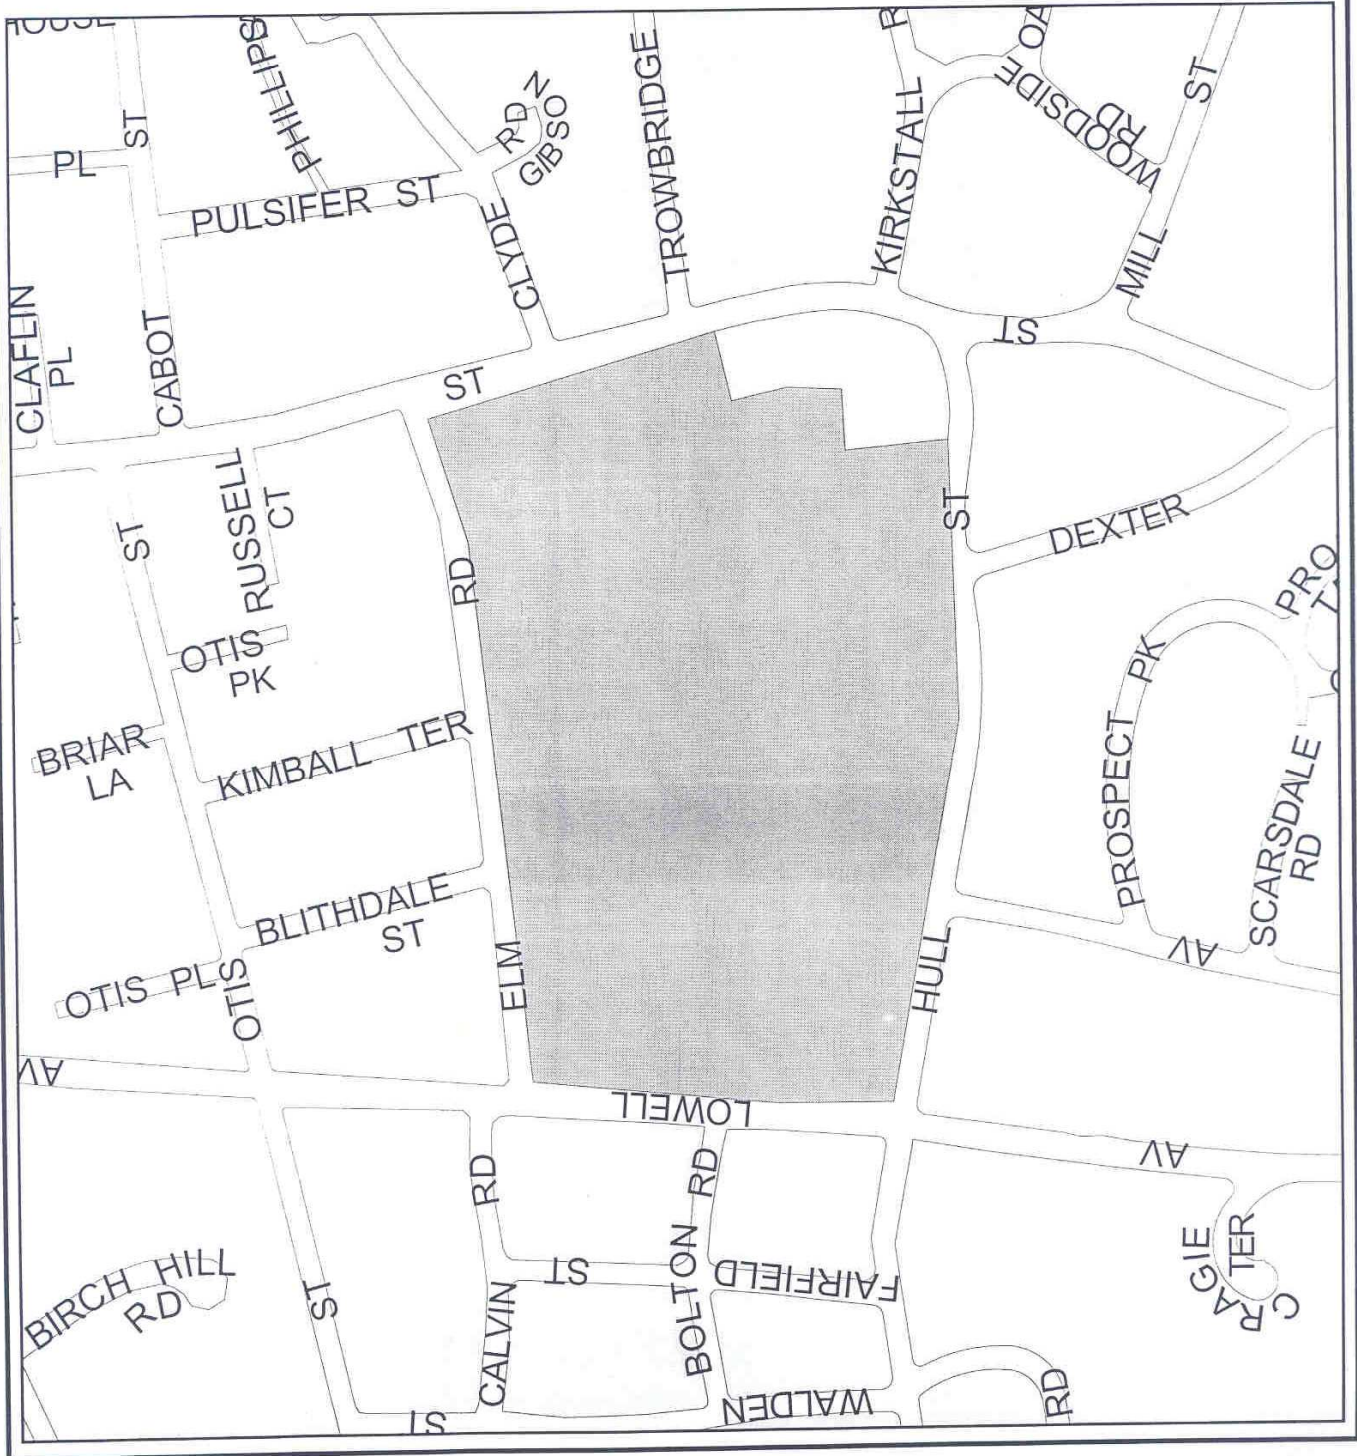 ST
PHILLIPS
RD
GIBSON
TROWBRIDGE
KIRKSTALL
WOODSIDE
RD
ST
PL
PULSIFER ST
CLYDE
MILL
CLAFLIN
PL
CABOT
ST
ST
RUSSELL
CT
ST
RD
ST
DEXTER
OTIS
PK
PRO
BRIAR
LA
KIMBALL TER
PROSPECT PK
SCARSDALE
RD
BLITHDALE
ST
OTIS PL
OTIS
ELM
HULL
AV
AV
LOWELL
AV
RD
RD
BOLTON
ST
FAIRFIELD
CRAGIE
TER
BIRCH HILL
RD
ST
CALVIN
WALDEN
RD
ST